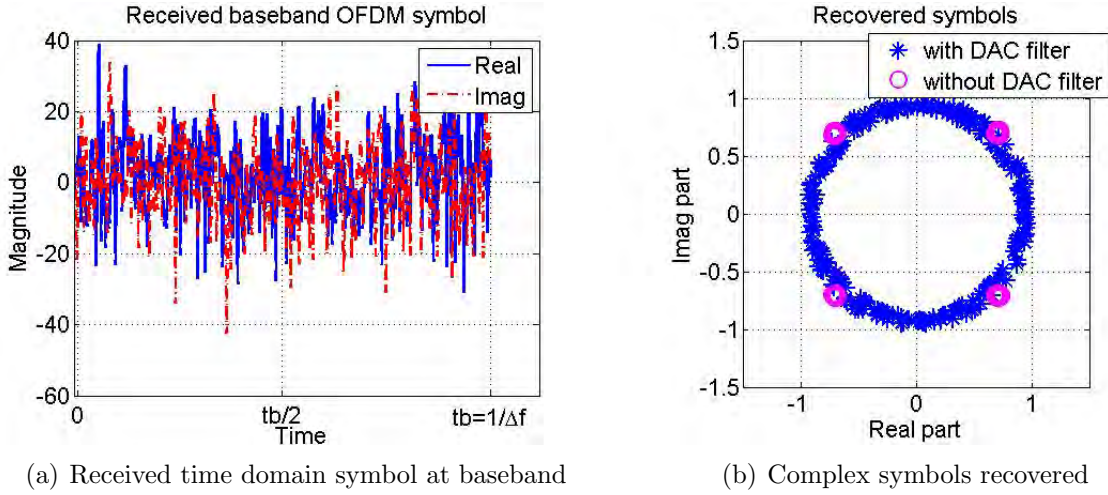 Received baseband OFDM symbol
40
20
0
-20
-40
-60
Magnitude
Real
Imag
0
tb/2
tb=1/Δf
Time
(a) Received time domain symbol at baseband
Recovered symbols
1.5
1
0.5
0
-0.5
-1
-1.5
Imag part
with DAC filter
without DAC filter
-1
0
1
Real part
(b) Complex symbols recovered